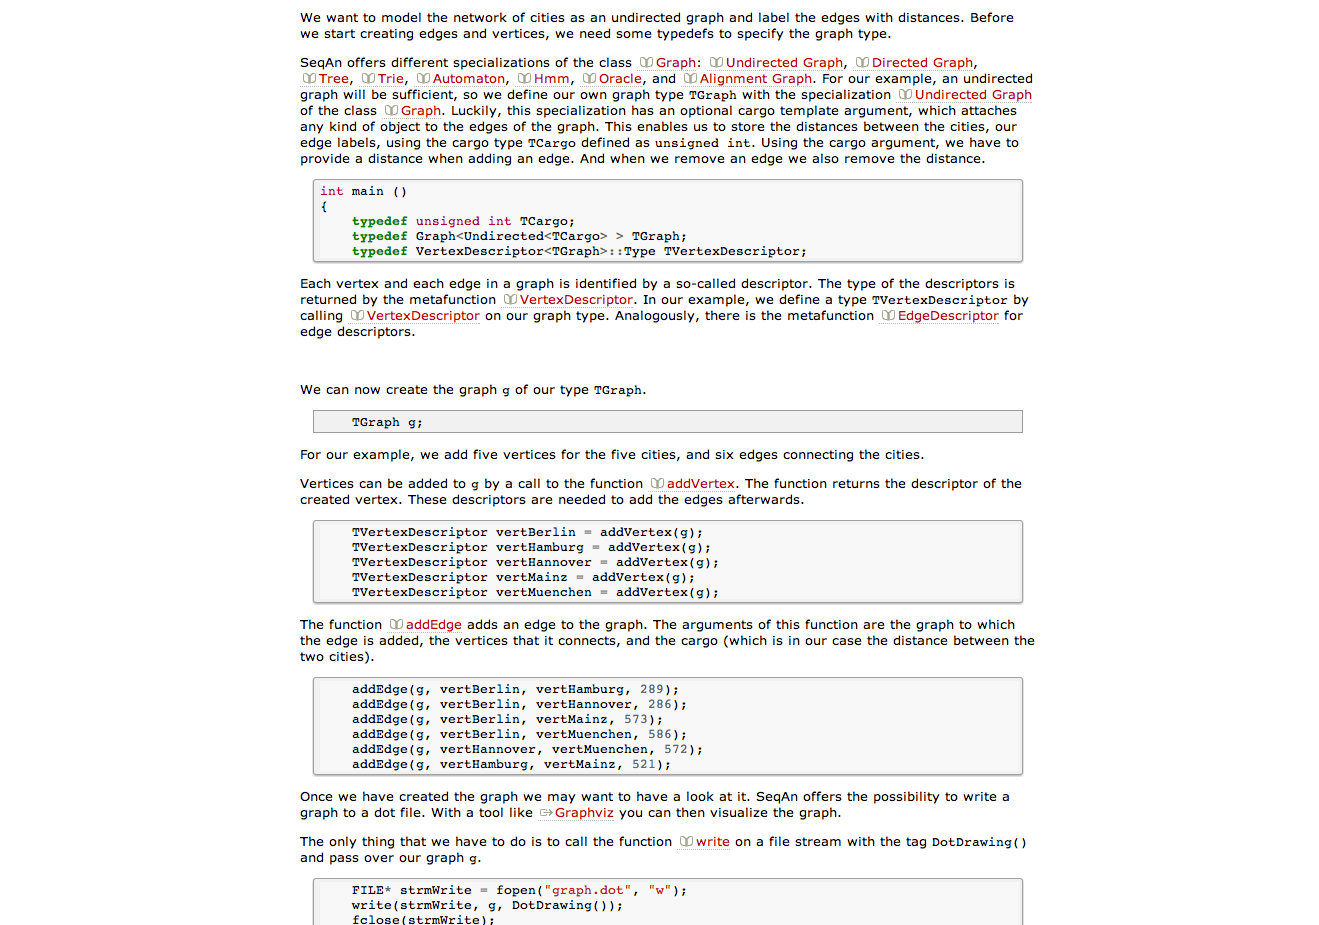 We want to model the network of cities as an undirected graph and label the edges with distances. Before
we start creating edges and vertices, we need some typedefs to specify the graph type.
SeqAn offers different specializations of the class Graph: Undirected Graph, Directed Graph,
Tree, Trie, Automaton, Hmm, Oracle, and Alignment Graph. For our example, an undirected
graph will be sufficient, so we define our own graph type TGraph with the specialization Undirected Graph
of the class Graph. Luckily, this specialization has an optional cargo template argument, which attaches
any kind of object to the edges of the graph. This enables us to store the distances between the cities, our
edge labels, using the cargo type TCargo defined as unsigned int. Using the cargo argument, we have to
provide a distance when adding an edge. And when we remove an edge we also remove the distance.
int main ()
{
    typedef unsigned int TCargo;
    typedef Graph<Undirected<TCargo> > TGraph;
    typedef VertexDescriptor<TGraph>::Type TVertexDescriptor;
Each vertex and each edge in a graph is identified by a so-called descriptor. The type of the descriptors is
returned by the metafunction VertexDescriptor. In our example, we define a type TVertexDescriptor by
calling VertexDescriptor on our graph type. Analogously, there is the metafunction EdgeDescriptor for
edge descriptors.
We can now create the graph g of our type TGraph.
    TGraph g;
For our example, we add five vertices for the five cities, and six edges connecting the cities.
Vertices can be added to g by a call to the function addVertex. The function returns the descriptor of the
created vertex. These descriptors are needed to add the edges afterwards.
    TVertexDescriptor vertBerlin = addVertex(g);
    TVertexDescriptor vertHamburg = addVertex(g);
    TVertexDescriptor vertHannover = addVertex(g);
    TVertexDescriptor vertMainz = addVertex(g);
    TVertexDescriptor vertMuenchen = addVertex(g);
The function addEdge adds an edge to the graph. The arguments of this function are the graph to which
the edge is added, the vertices that it connects, and the cargo (which is in our case the distance between the
two cities).
    addEdge(g, vertBerlin, vertHamburg, 289);
    addEdge(g, vertBerlin, vertHannover, 286);
    addEdge(g, vertBerlin, vertMainz, 573);
    addEdge(g, vertBerlin, vertMuenchen, 586);
    addEdge(g, vertHannover, vertMuenchen, 572);
    addEdge(g, vertHamburg, vertMainz, 521);
Once we have created the graph we may want to have a look at it. SeqAn offers the possibility to write a
graph to a dot file. With a tool like Graphviz you can then visualize the graph.
The only thing that we have to do is to call the function write on a file stream with the tag DotDrawing()
and pass over our graph g.
    FILE* strmWrite = fopen("graph.dot", "w");
    write(strmWrite, g, DotDrawing());
    fclose(strmWrite);